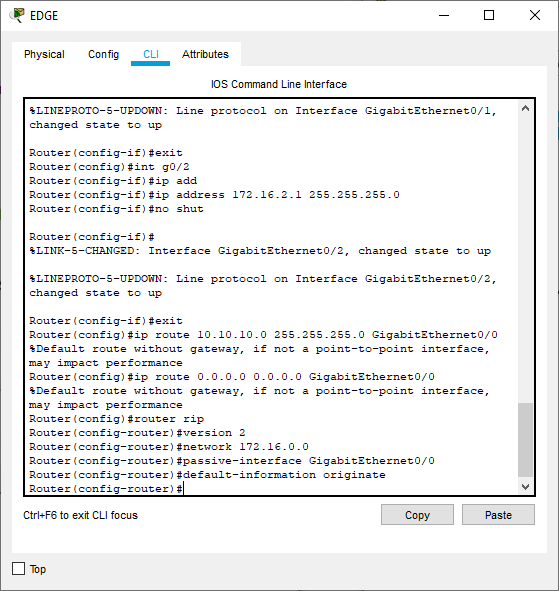 EDGE
Physical Config CLI Attributes
IOS Command Line Interface
%LINEPROTO-5-UPDOWN: Line protocol on Interface GigabitEthernet0/1,
changed state to up
Router(config-if)#exit
Router(config)#int g0/2
Router(config-if)#ip add
Router(config-if)#ip address 172.16.2.1 255.255.255.0
Router(config-if)#no shut
Router(config-if)#
%LINK-5-CHANGED: Interface GigabitEthernet0/2, changed state to up
%LINEPROTO-5-UPDOWN: Line protocol on Interface GigabitEthernet0/2,
changed state to up
Router(config-if)#exit
Router(config)#ip route 10.10.10.0 255.255.255.0 GigabitEthernet0/0
%Default route without gateway, if not a point-to-point interface,
may impact performance
Router(config)#ip route 0.0.0.0 0.0.0.0 GigabitEthernet0/0
%Default route without gateway, if not a point-to-point interface,
may impact performance
Router(config)#router rip
Router(config-router)#version 2
Router(config-router)#network 172.16.0.0
Router(config-router)#passive-interface GigabitEthernet0/0
Router(config-router)#default-information originate
Router(config-router)#
Ctrl+F6 to exit CLI focus
Copy Paste
Top